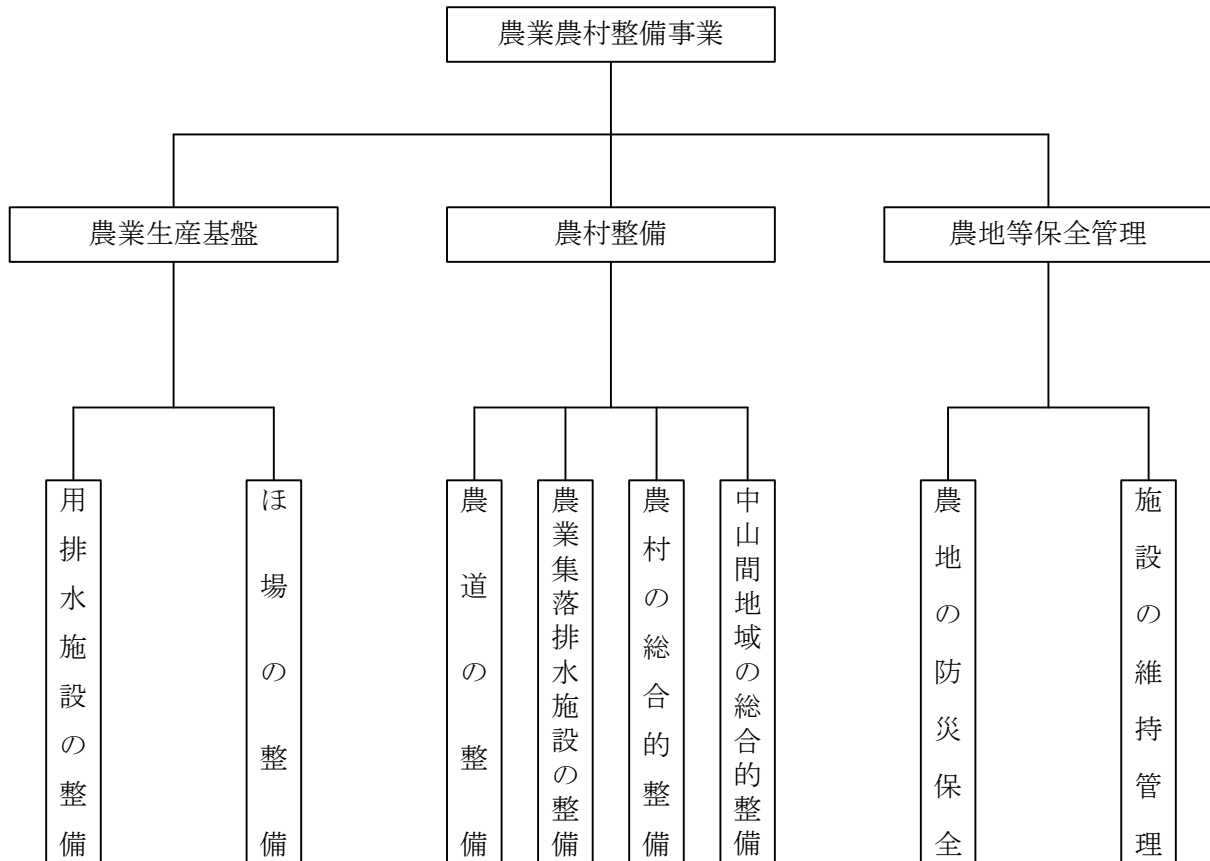 農業農村整備事業
農業生産基盤
農村整備
農地等保全管理
用排水施設の整備
ほ場の整備
農道の整備
農業集落排水施設の整備
農村の総合的整備
中山間地域の総合的整備
農地の防災保全
施設の維持管理